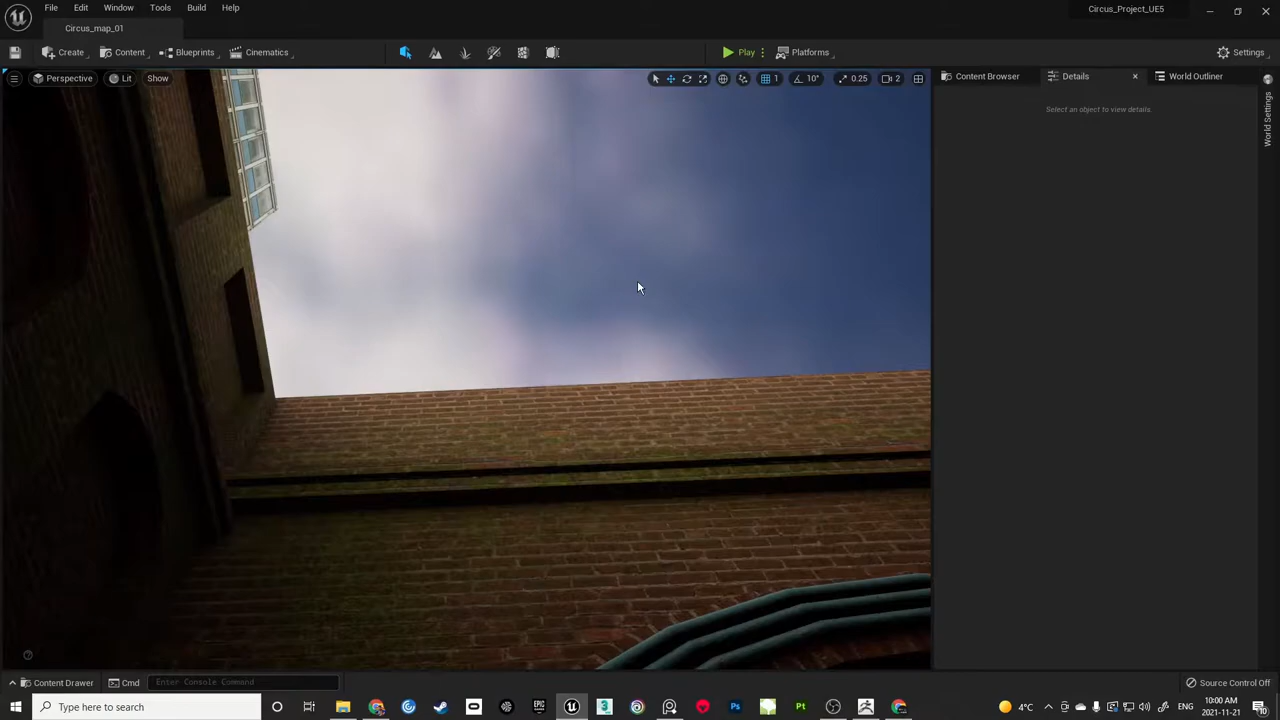 File Edit Window Tools Build Help
Circus_Project_UE5
Circus_map_01
Create Content Blueprints Cinematics Play Platforms Settings
Perspective Lit Show 1 10° 0.25 2
Content Browser Details World Outliner
World Settings
Select an object to view details.
Content Drawer Cmd Enter Console Command Source Control Off
Type here to search Pt 4°C ENG 10:00 AM
2021-11-21